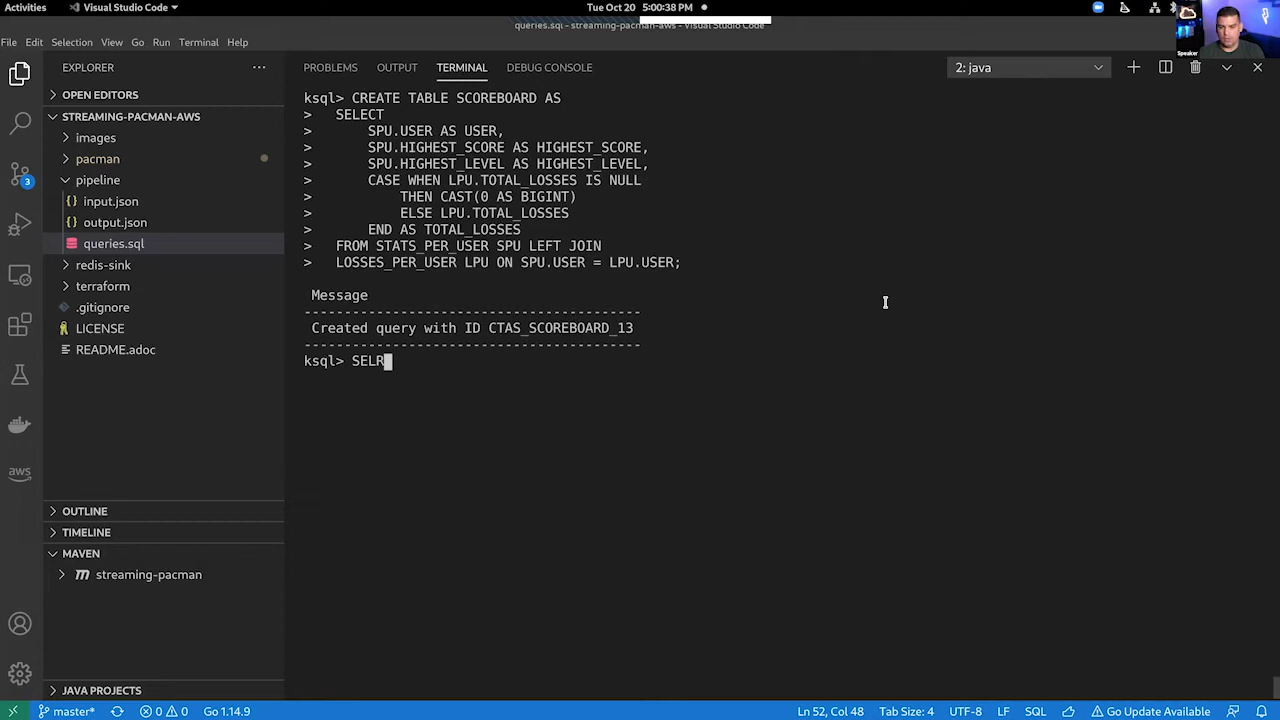 Activities
Visual Studio Code
Tue Oct 20 5:00:38 PM
queries.sql - streaming-pacman-aws - Visual Studio Code
Speaker
File Edit Selection View Go Run Terminal Help
EXPLORER
PROBLEMS OUTPUT TERMINAL DEBUG CONSOLE
2: java
OPEN EDITORS
STREAMING-PACMAN-AWS
images
pacman
pipeline
input.json
output.json
queries.sql
redis-sink
terraform
.gitignore
LICENSE
README.adoc
OUTLINE
TIMELINE
MAVEN
streaming-pacman
JAVA PROJECTS
3
aws
ksql> CREATE TABLE SCOREBOARD AS
> SELECT
> SPU.USER AS USER,
> SPU.HIGHEST_SCORE AS HIGHEST_SCORE,
> SPU.HIGHEST_LEVEL AS HIGHEST_LEVEL,
> CASE WHEN LPU.TOTAL_LOSSES IS NULL
> THEN CAST(0 AS BIGINT)
> ELSE LPU.TOTAL_LOSSES
> END AS TOTAL_LOSSES
> FROM STATS_PER_USER SPU LEFT JOIN
> LOSSES_PER_USER LPU ON SPU.USER = LPU.USER;
Message
-----------------------------------------
Created query with ID CTAS_SCOREBOARD_13
-----------------------------------------
ksql> SELR
master* 0 0 Go 1.14.9 Ln 52, Col 48 Tab Size: 4 UTF-8 LF SQL Go Update Available